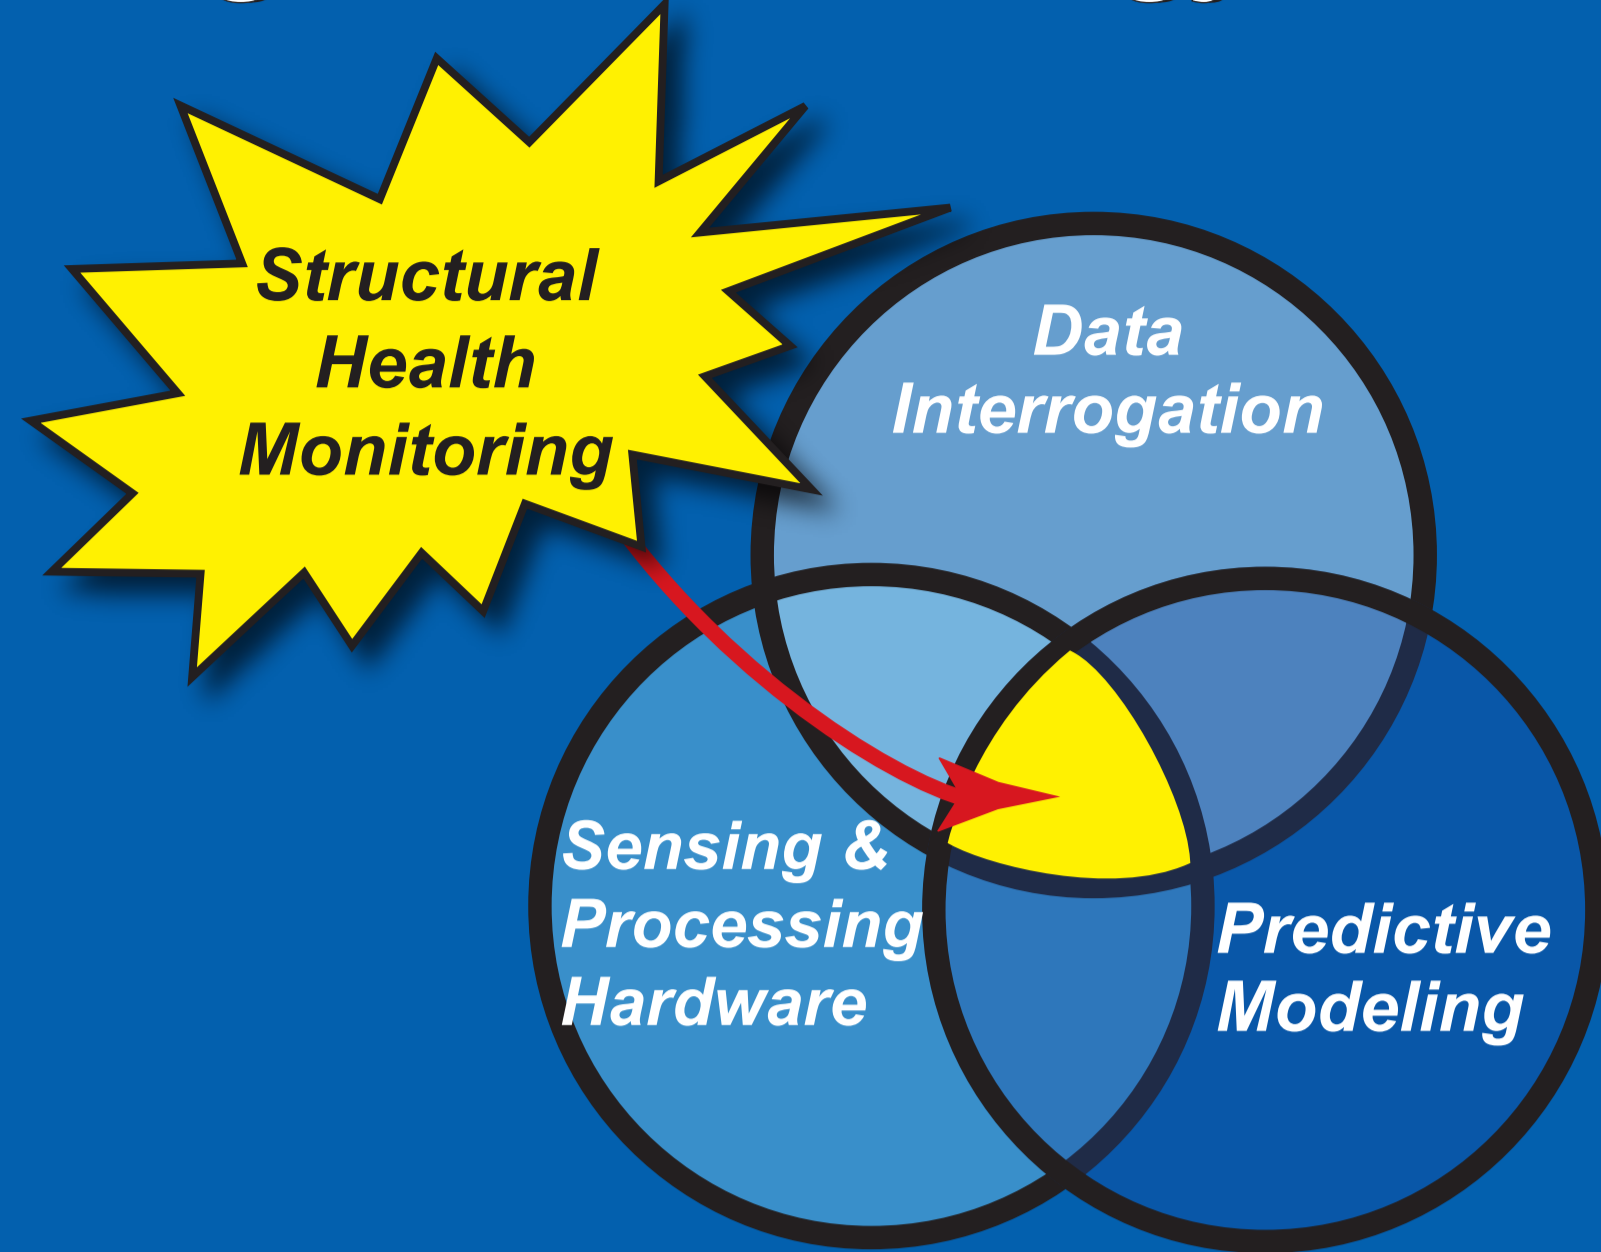 Structural
Health
Monitoring
Data
Interrogation
Sensing &
Processing
Hardware
Predictive
Modeling